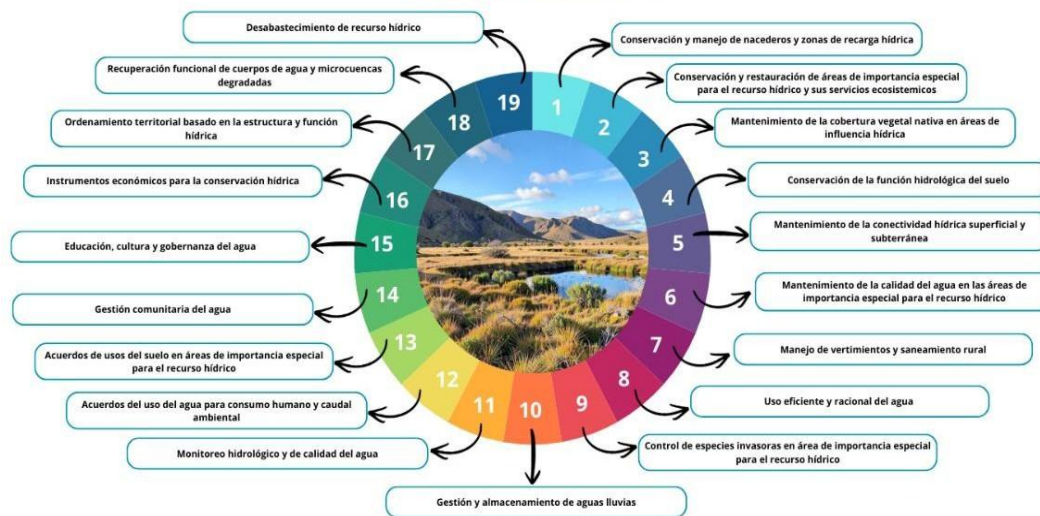 1
Conservación y manejo de nacederos y zonas de recarga hídrica
2
Conservación y restauración de áreas de importancia especial
para el recurso hídrico y sus servicios ecosistemicos
3
Mantenimiento de la cobertura vegetal nativa en áreas de
influencia hídrica
4
Conservación de la función hidrológica del suelo
5
Mantenimiento de la conectividad hídrica superficial y
subterránea
6
Mantenimiento de la calidad del agua en las áreas de
importancia especial para el recurso hídrico
7
Manejo de vertimientos y saneamiento rural
8
Uso eficiente y racional del agua
9
Control de especies invasoras en área de importancia especial
para el recurso hídrico
10
Gestión y almacenamiento de aguas lluvias
11
Monitoreo hidrológico y de calidad del agua
12
Acuerdos del uso del agua para consumo humano y caudal
ambiental
13
Acuerdos de usos del suelo en áreas de importancia especial
para el recurso hídrico
14
Gestión comunitaria del agua
15
Educación, cultura y gobernanza del agua
16
Instrumentos económicos para la conservación hídrica
17
Ordenamiento territorial basado en la estructura y función
hídrica
18
Recuperación funcional de cuerpos de agua y microcuencas
degradadas
19
Desabastecimiento de recurso hídrico